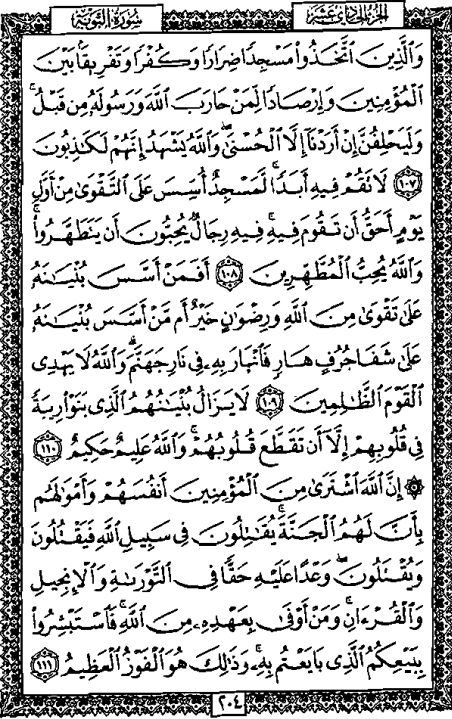 الجزء الحادي عشر
سورة التوبة
وَالَّذِينَ اتَّخَذُوا مَسْجِدًا ضِرَارًا وَكُفْرًا وَتَفْرِيقًا بَيْنَ
الْمُؤْمِنِينَ وَإِرْصَادًا لِمَنْ حَارَبَ اللَّهَ وَرَسُولَهُ مِنْ قَبْلُ ۚ
وَلَيَحْلِفُنَّ إِنْ أَرَدْنَا إِلَّا الْحُسْنَىٰ ۖ وَاللَّهُ يَشْهَدُ إِنَّهُمْ لَكَاذِبُونَ
١٠٧ لَا تَقُمْ فِيهِ أَبَدًا ۚ لَمَسْجِدٌ أُسِّسَ عَلَى التَّقْوَىٰ مِنْ أَوَّلِ
يَوْمٍ أَحَقُّ أَنْ تَقُومَ فِيهِ ۚ فِيهِ رِجَالٌ يُحِبُّونَ أَنْ يَتَطَهَّرُوا ۚ
وَاللَّهُ يُحِبُّ الْمُطَّهِّرِينَ ١٠٨ أَفَمَنْ أَسَّسَ بُنْيَانَهُ
عَلَىٰ تَقْوَىٰ مِنَ اللَّهِ وَرِضْوَانٍ خَيْرٌ أَمْ مَنْ أَسَّسَ بُنْيَانَهُ
عَلَىٰ شَفَا جُرُفٍ هَارٍ فَانْهَارَ بِهِ فِي نَارِ جَهَنَّمَ ۗ وَاللَّهُ لَا يَهْدِي
الْقَوْمَ الظَّالِمِينَ ١٠٩ لَا يَزَالُ بُنْيَانُهُمُ الَّذِي بَنَوْا رِيبَةً
فِي قُلُوبِهِمْ إِلَّا أَنْ تَقَطَّعَ قُلُوبُهُمْ ۗ وَاللَّهُ عَلِيمٌ حَكِيمٌ ١١٠
۞ إِنَّ اللَّهَ اشْتَرَىٰ مِنَ الْمُؤْمِنِينَ أَنْفُسَهُمْ وَأَمْوَالَهُمْ
بِأَنَّ لَهُمُ الْجَنَّةَ ۚ يُقَاتِلُونَ فِي سَبِيلِ اللَّهِ فَيَقْتُلُونَ
وَيُقْتَلُونَ ۖ وَعْدًا عَلَيْهِ حَقًّا فِي التَّوْرَاةِ وَالْإِنْجِيلِ
وَالْقُرْآنِ ۚ وَمَنْ أَوْفَىٰ بِعَهْدِهِ مِنَ اللَّهِ ۚ فَاسْتَبْشِرُوا
بِبَيْعِكُمُ الَّذِي بَايَعْتُمْ بِهِ ۚ وَذَٰلِكَ هُوَ الْفَوْزُ الْعَظِيمُ ١١١
٢٠٤